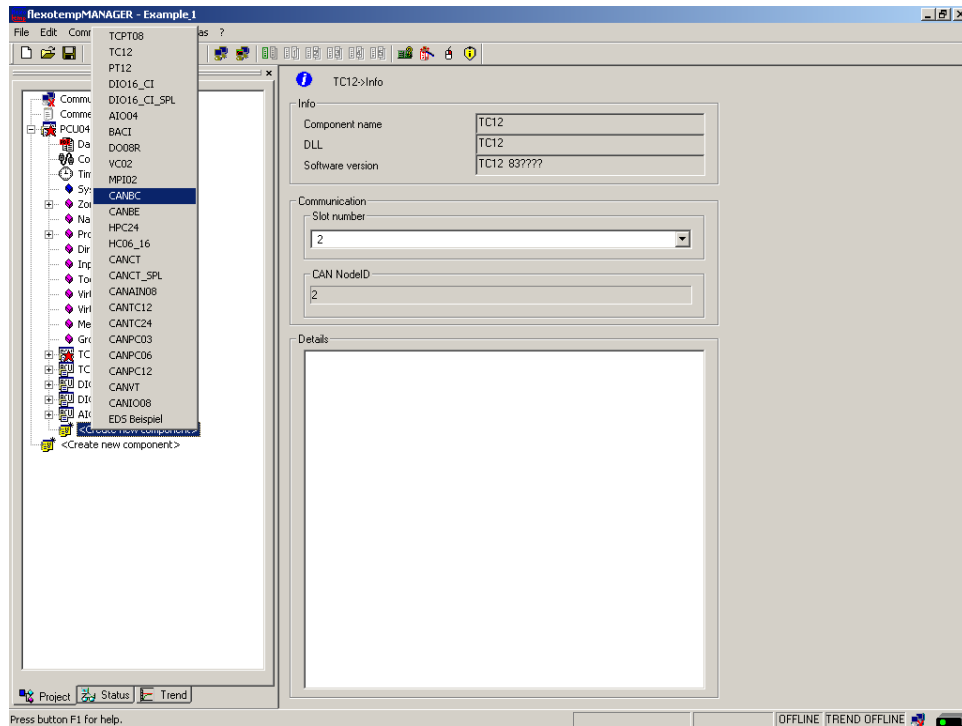 flexotempMANAGER - Example_1
File Edit Comm as ?
TCPT08
TC12
PT12
DIO16_CI
DIO16_CI_SPL
AIO04
BACI
DO08R
VC02
MPI02
CANBC
CANBE
HPC24
HC06_16
CANCT
CANCT_SPL
CANAIN08
CANTC12
CANTC24
CANPC03
CANPC06
CANPC12
CANVT
CANIO08
EDS Beispiel
Commu
Comme
PCU04
Da
Co
Tim
Sys
Zo
Na
Pro
Dir
Inp
Too
Virt
Virt
Me
Gro
TC
TC
DIO
DIO
AIO
<Create new component>
<Create new component>
TC12->Info
Info
Component name TC12
DLL TC12
Software version TC12 83????
Communication
Slot number
2
CAN NodeID
2
Details
Project Status Trend
Press button F1 for help. OFFLINE TREND OFFLINE